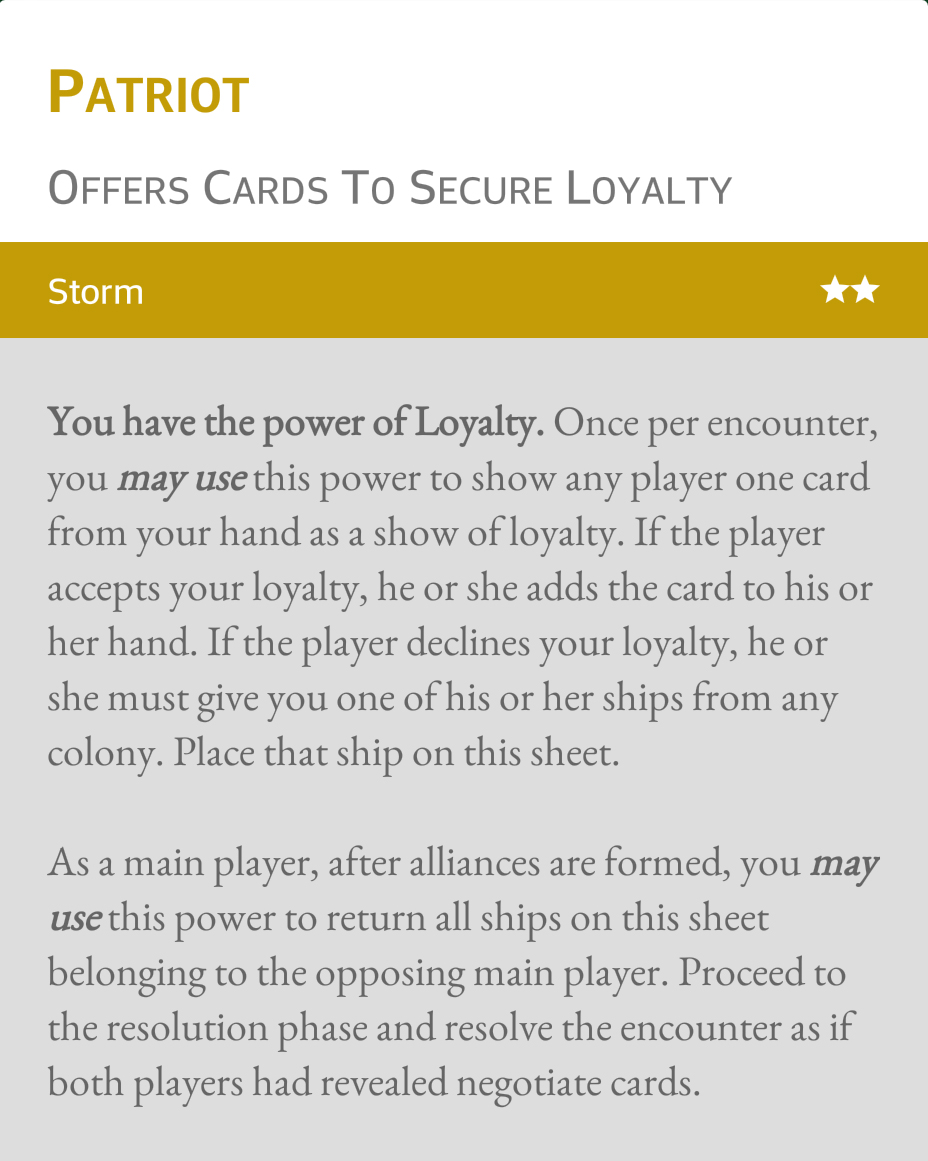 Patriot
Offers Cards To Secure Loyalty
Storm ★★
You have the power of Loyalty. Once per encounter,
you may use this power to show any player one card
from your hand as a show of loyalty. If the player
accepts your loyalty, he or she adds the card to his or
her hand. If the player declines your loyalty, he or
she must give you one of his or her ships from any
colony. Place that ship on this sheet.
As a main player, after alliances are formed, you may
use this power to return all ships on this sheet
belonging to the opposing main player. Proceed to
the resolution phase and resolve the encounter as if
both players had revealed negotiate cards.